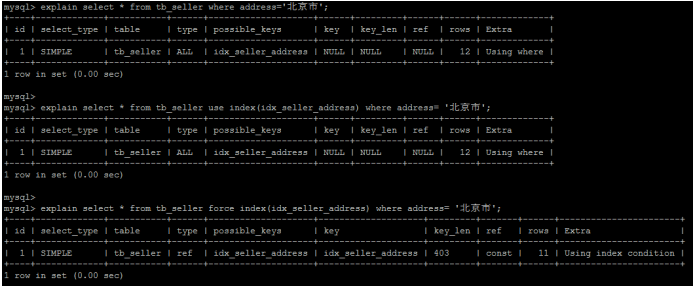 mysql> explain select * from tb_seller where address='北京市';
+----+-------------+-----------+------+--------------------+------+---------+------+------+-------------+
| id | select_type | table | type | possible_keys | key | key_len | ref | rows | Extra |
+----+-------------+-----------+------+--------------------+------+---------+------+------+-------------+
| 1 | SIMPLE | tb_seller | ALL | idx_seller_address | NULL | NULL | NULL | 12 | Using where |
+----+-------------+-----------+------+--------------------+------+---------+------+------+-------------+
1 row in set (0.00 sec)
mysql>
mysql> explain select * from tb_seller use index(idx_seller_address) where address= '北京市';
+----+-------------+-----------+------+--------------------+------+---------+------+------+-------------+
| id | select_type | table | type | possible_keys | key | key_len | ref | rows | Extra |
+----+-------------+-----------+------+--------------------+------+---------+------+------+-------------+
| 1 | SIMPLE | tb_seller | ALL | idx_seller_address | NULL | NULL | NULL | 12 | Using where |
+----+-------------+-----------+------+--------------------+------+---------+------+------+-------------+
1 row in set (0.00 sec)
mysql>
mysql> explain select * from tb_seller force index(idx_seller_address) where address= '北京市';
+----+-------------+-----------+------+--------------------+--------------------+---------+-------+------+-----------------------+
| id | select_type | table | type | possible_keys | key | key_len | ref | rows | Extra |
+----+-------------+-----------+------+--------------------+--------------------+---------+-------+------+-----------------------+
| 1 | SIMPLE | tb_seller | ref | idx_seller_address | idx_seller_address | 403 | const | 11 | Using index condition |
+----+-------------+-----------+------+--------------------+--------------------+---------+-------+------+-----------------------+
1 row in set (0.00 sec)